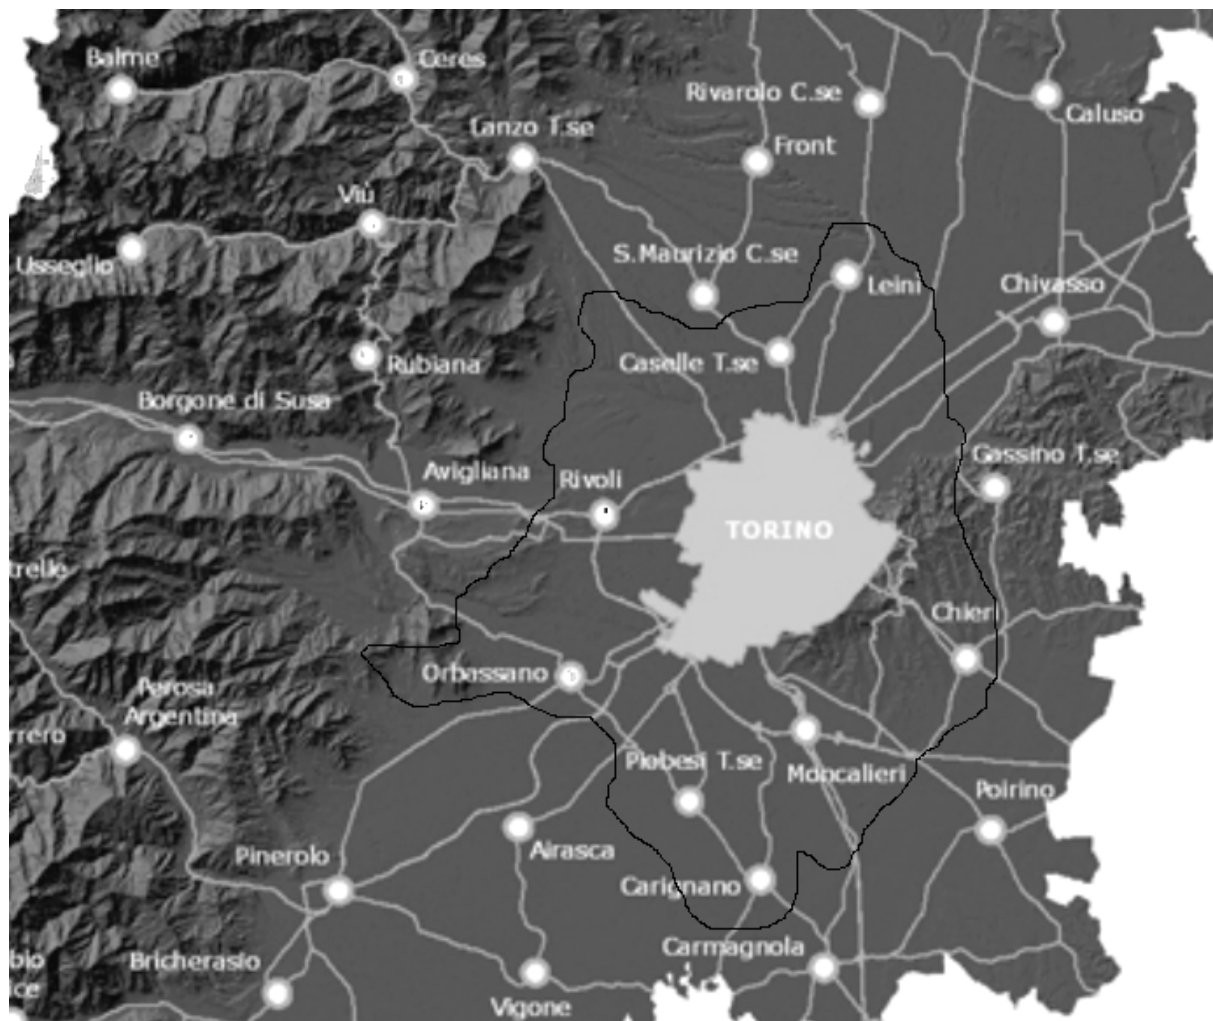 Balme
Ceres
Rivarolo C.se
Caluso
Lanzo T.se
Front
Viù
S.Maurizio C.se
Usseglio
Leinì
Chivasso
Rubiana
Caselle T.se
Borgone di Susa
Avigliana
Rivoli
Gassino T.se
TORINO
trelle
Chieri
Orbassano
Perosa
Argentina
rrero
Piobesi T.se
Moncalieri
Poirino
Pinerolo
Airasca
Carignano
Carmagnola
Bricherasio
Vigone
ice